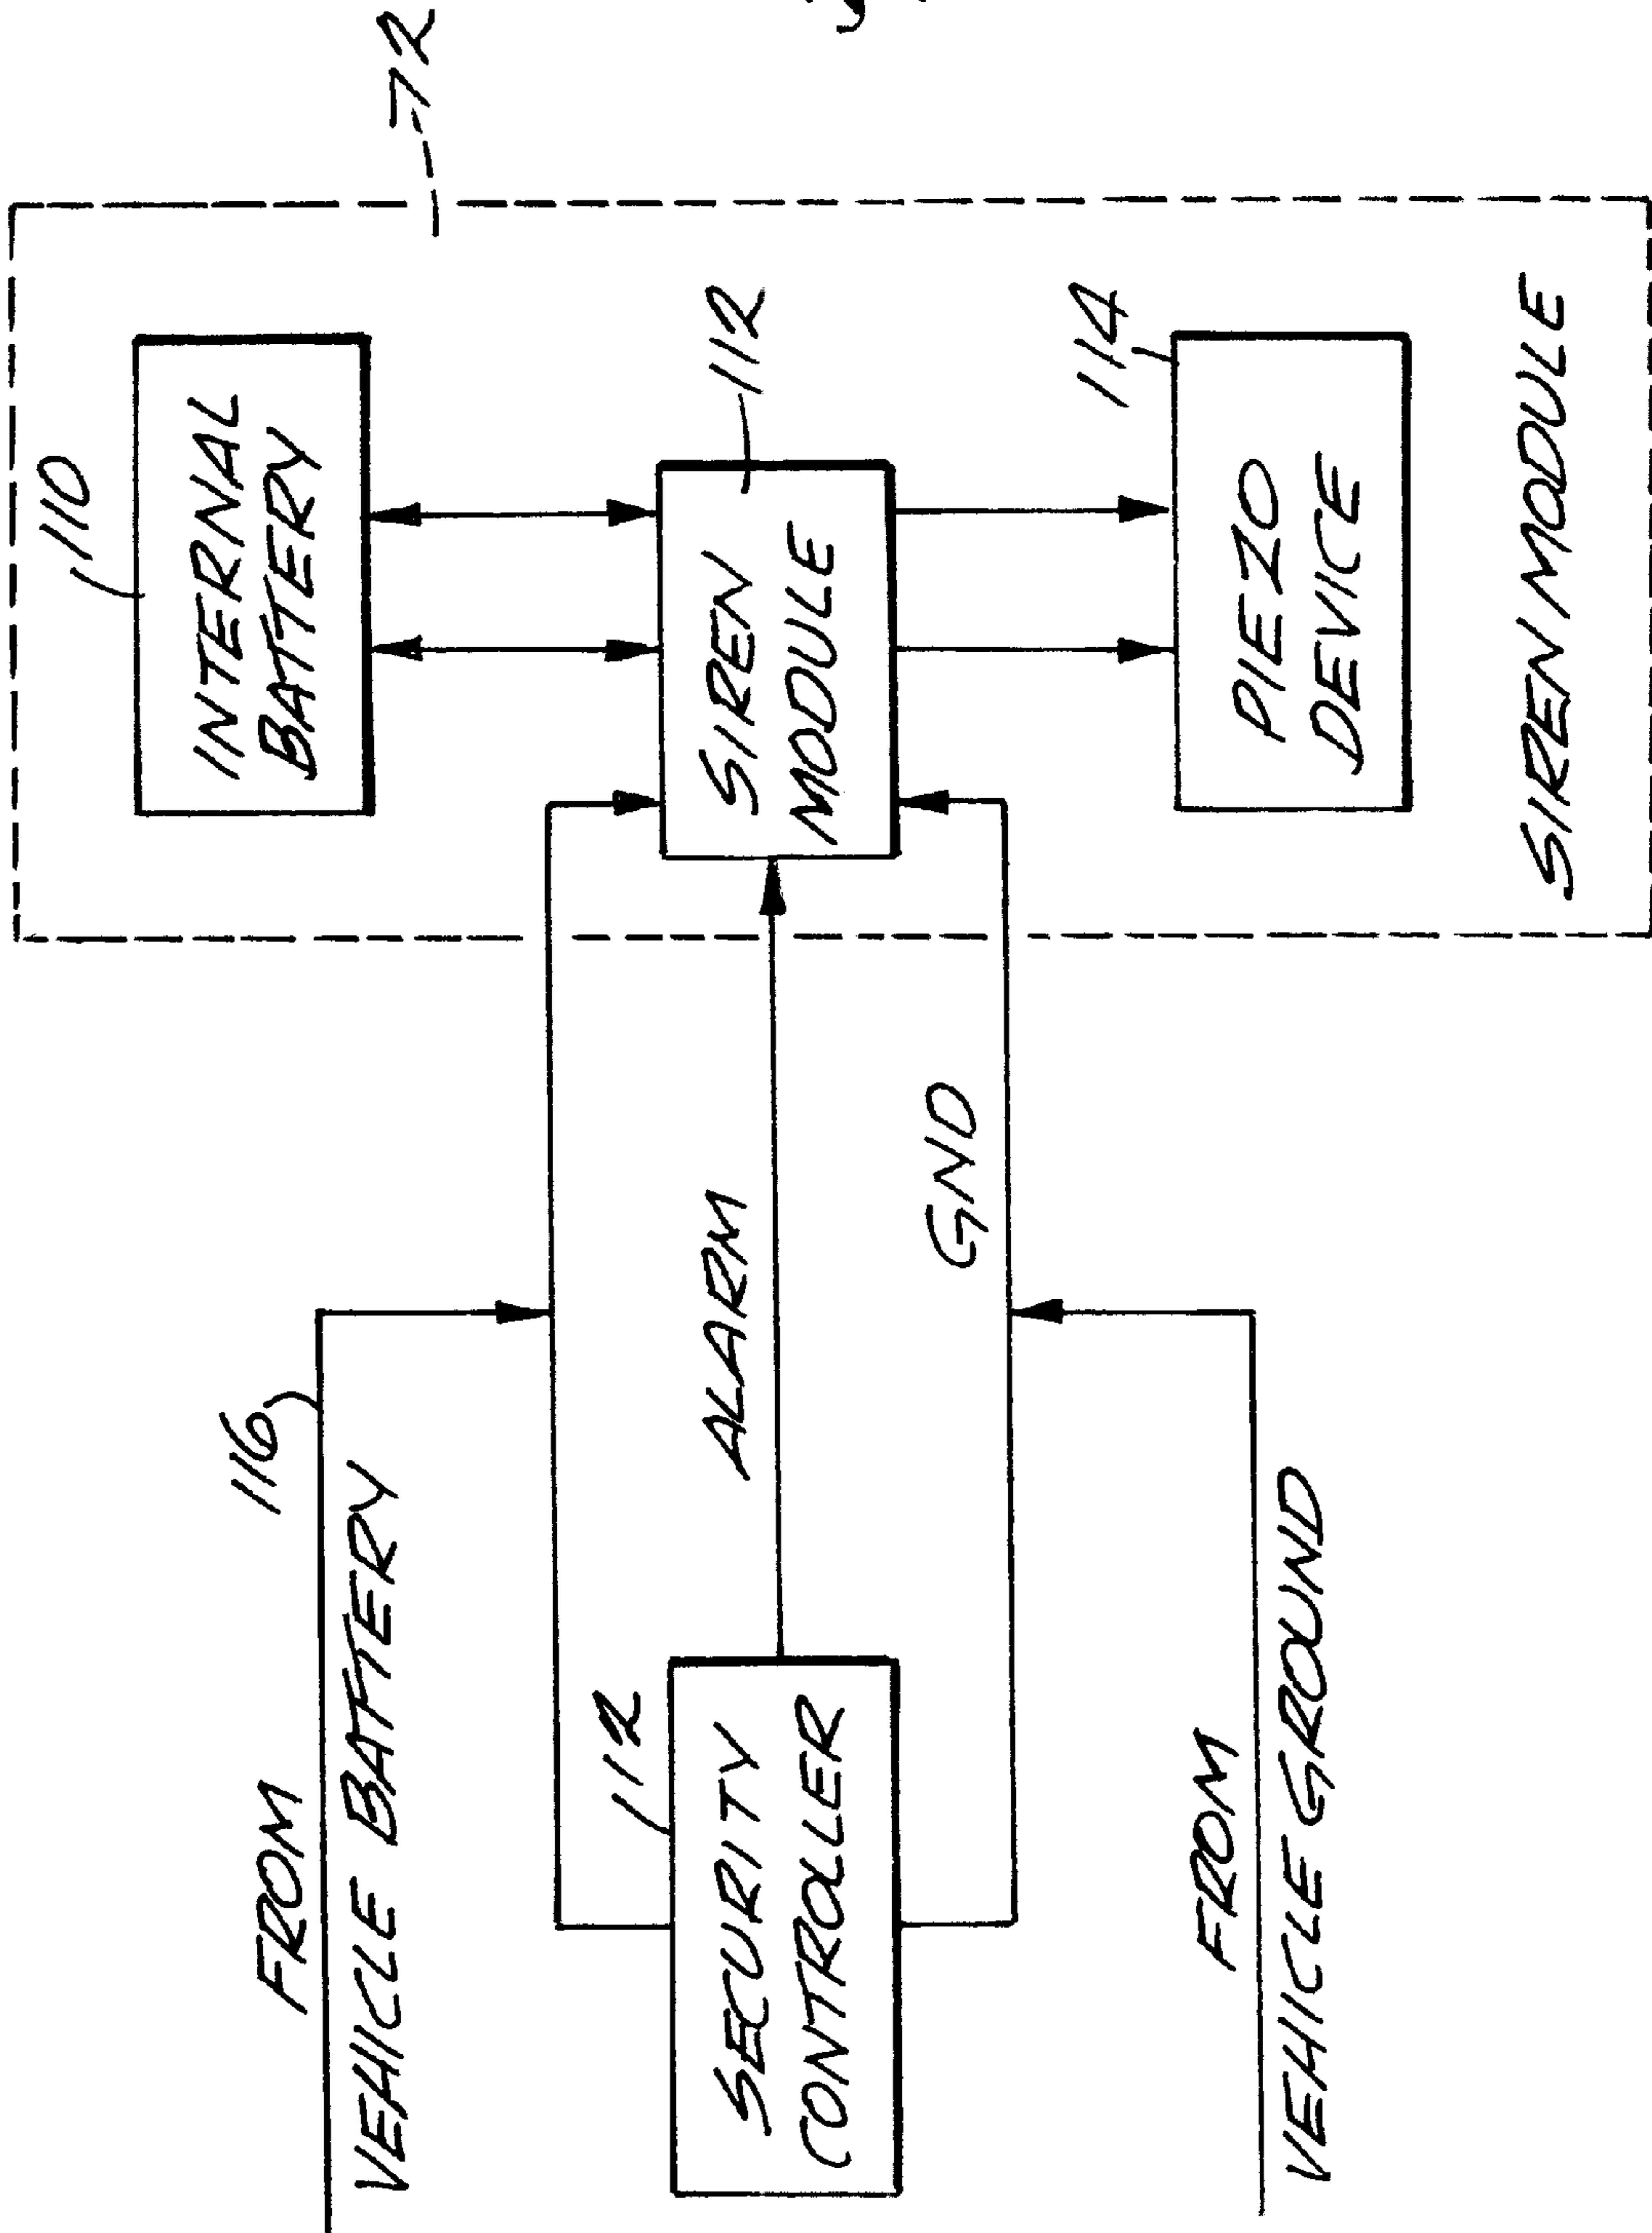 FROM
VEHICLE BATTERY
116
110
INTERNAL
BATTERY
72
112
SECURITY
CONTROLLER
ALARM
SIREN
MODULE
112
GND
114
PIEZO
DEVICE
FROM
VEHICLE GROUND
SIREN MODULE